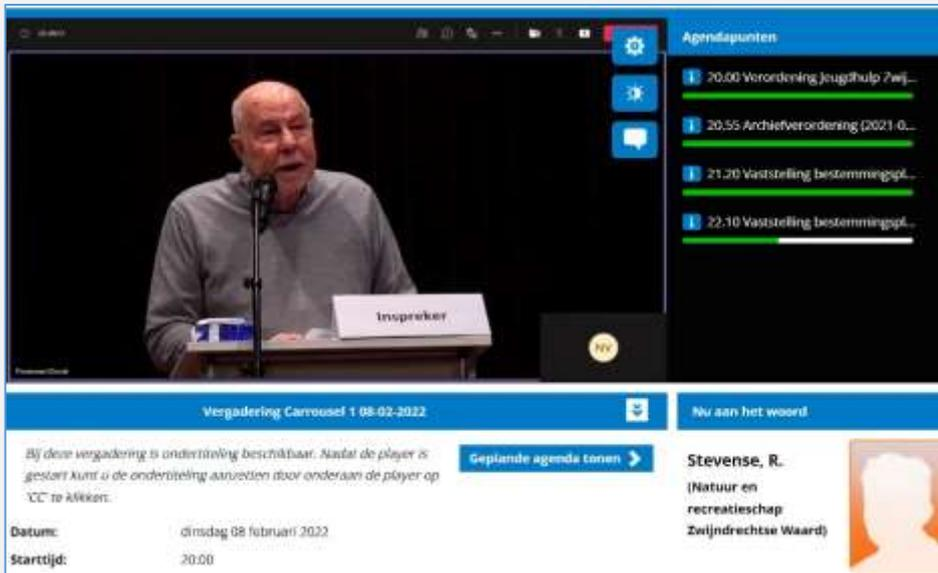 Agendapunten
20.00 Verordening Jeugdhulp Zwij...
20.55 Archiefverordening (2021-0...
21.20 Vaststelling bestemmingspl...
22.10 Vaststelling bestemmingspl...
Inspreker
NV
Vergadering Carrousel 1 08-02-2022
Nu aan het woord
Bij deze vergadering is ondertiteling beschikbaar. Nadat de player is
gestart kunt u de ondertiteling aanzetten door onderaan de player op
'CC' te klikken.
Geplande agenda tonen
Datum: dinsdag 08 februari 2022
Starttijd: 20:00
Stevense, R.
(Natuur en
recreatieschap
Zwijndrechtse Waard)